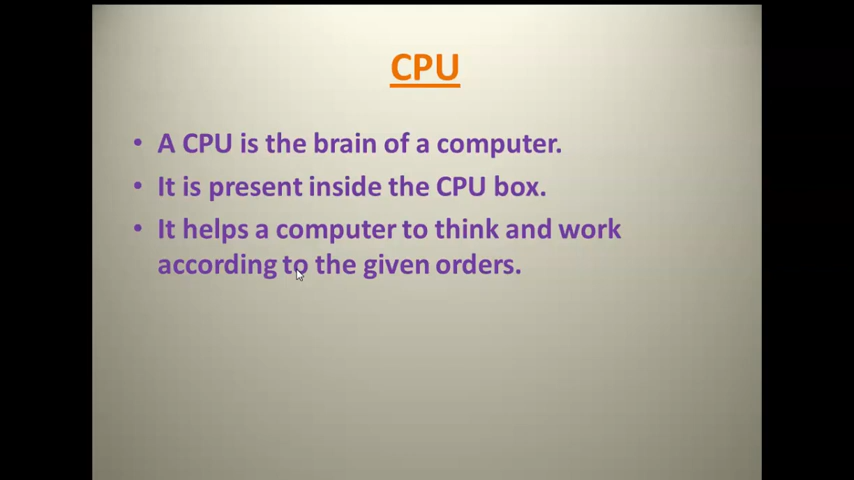 CPU
• A CPU is the brain of a computer.
• It is present inside the CPU box.
• It helps a computer to think and work
according to the given orders.